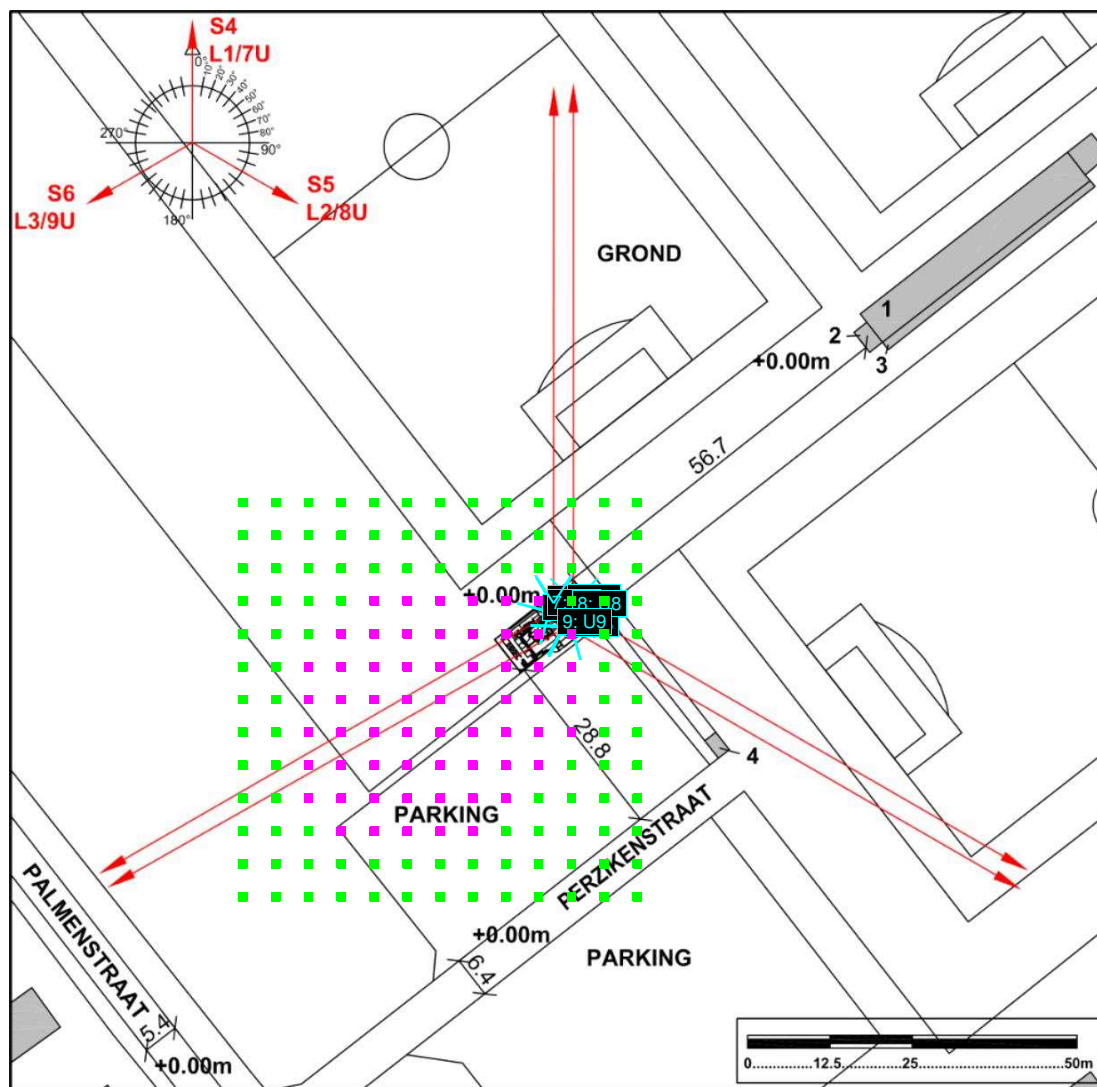 S4
L1/7U
0°
10°
20°
30°
40°
50°
60°
70°
80°
90°
270°
180°
S6
L3/9U
S5
L2/8U
GROND
1
2
3
+0.00m
56.7
+0.00m
9: U9
28.8
4
PARKING
PERZIKENSTRAAT
PALMENSTRAAT
+0.00m
6.4
PARKING
5.4
+0.00m
0
12.5
25
50m